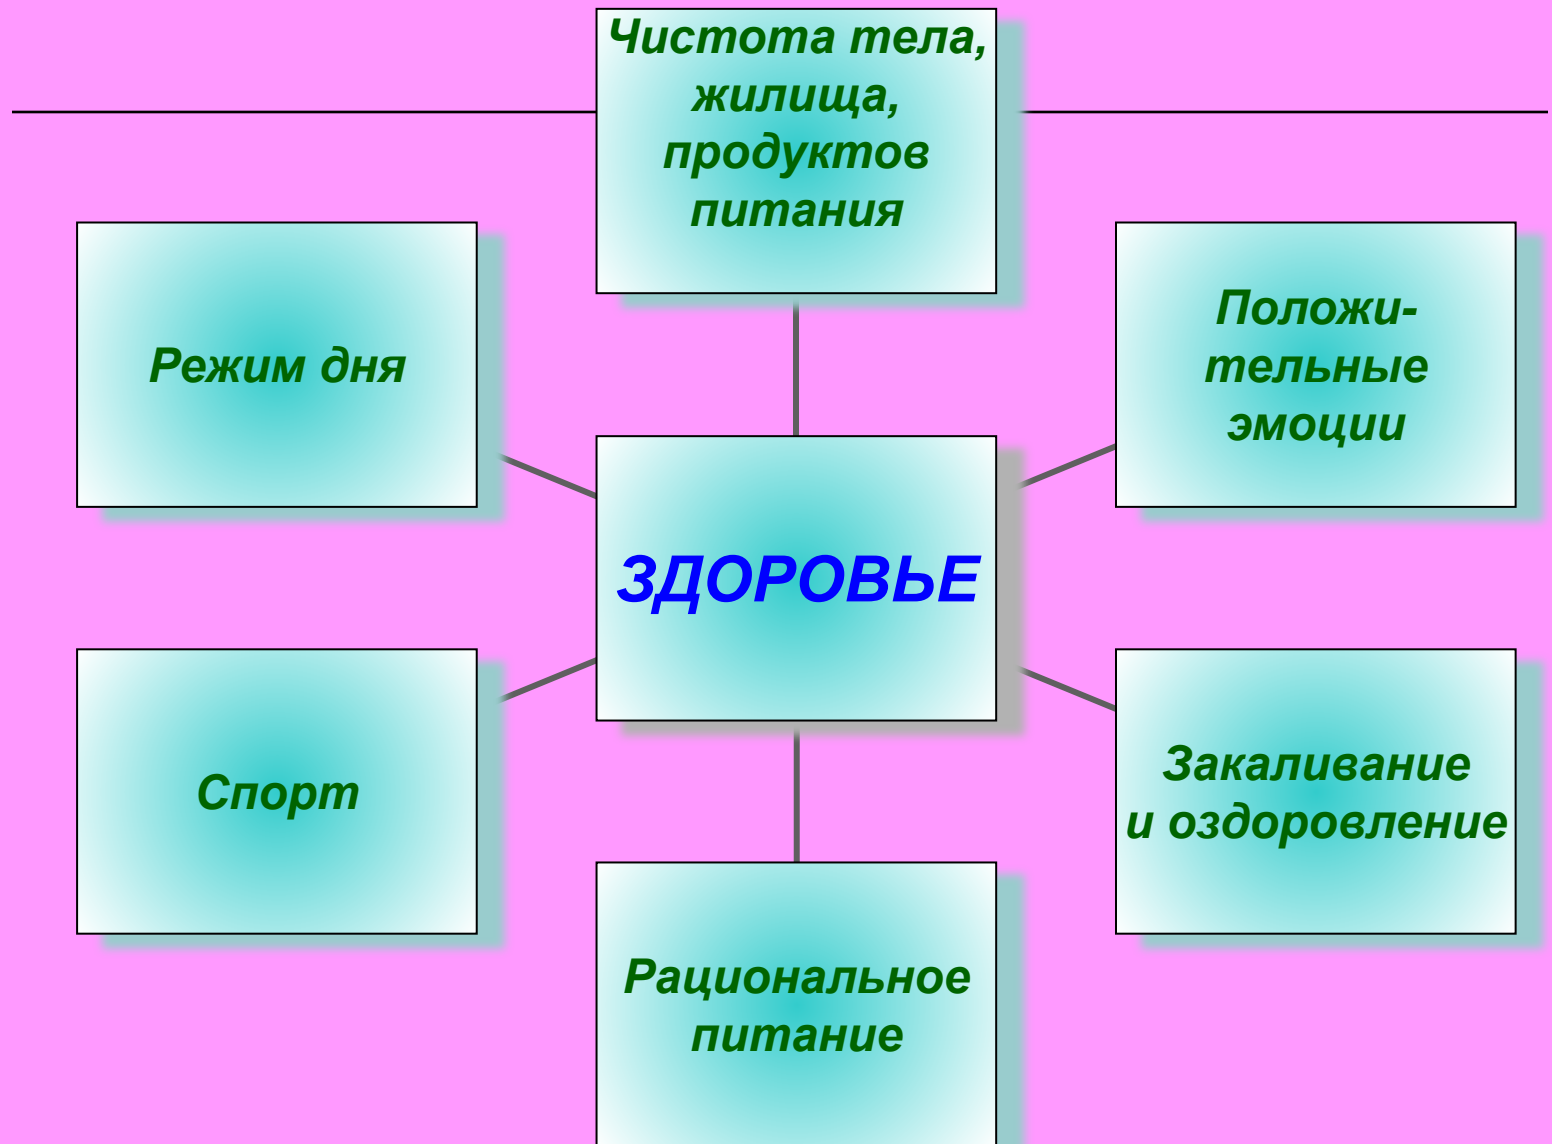 Чистота тела,
жилища,
продуктов
питания
Режим дня
Положи-
тельные
эмоции
ЗДОРОВЬЕ
Спорт
Закаливание
и оздоровление
Рациональное
питание